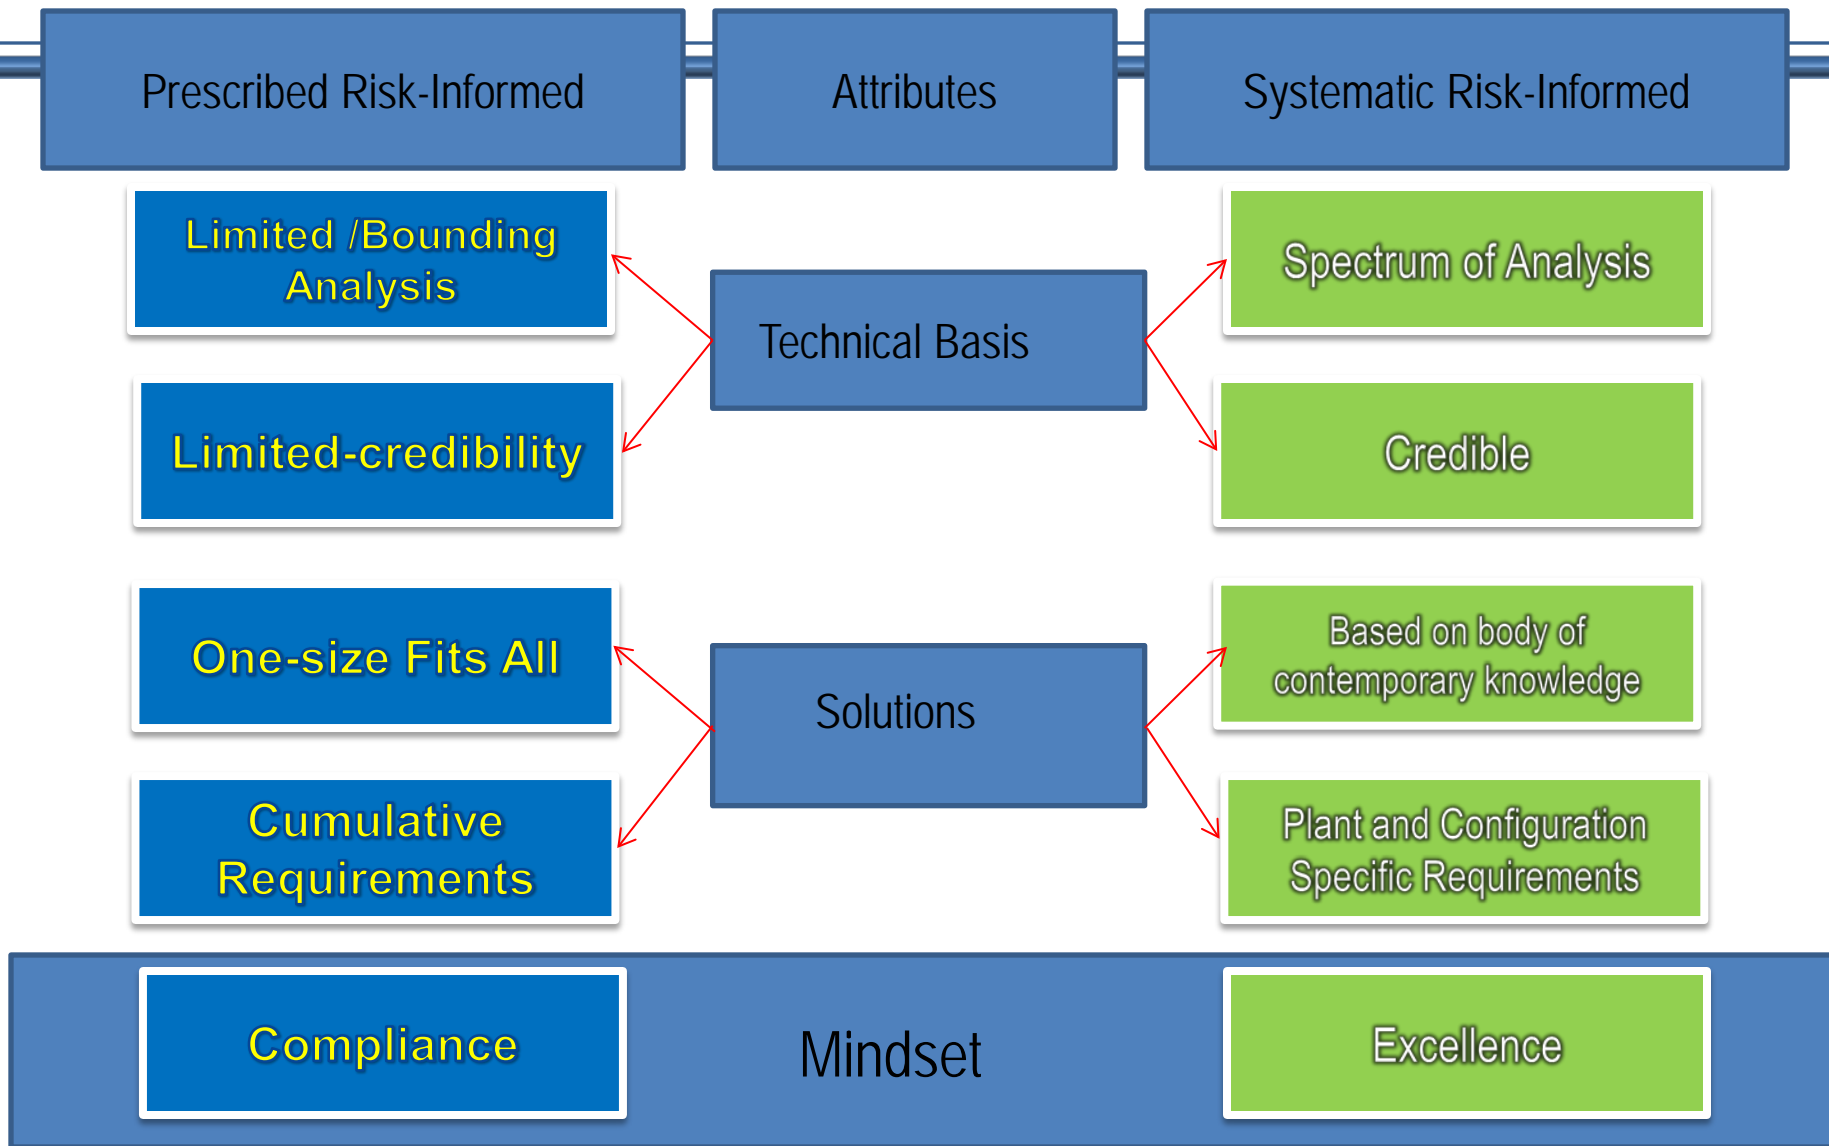 Prescribed Risk-Informed
Attributes
Systematic Risk-Informed
Limited /Bounding
Analysis
Technical Basis
Spectrum of Analysis
Limited-credibility
Credible
One-size Fits All
Solutions
Based on body of
contemporary knowledge
Cumulative
Requirements
Plant and Configuration
Specific Requirements
Compliance
Mindset
Excellence